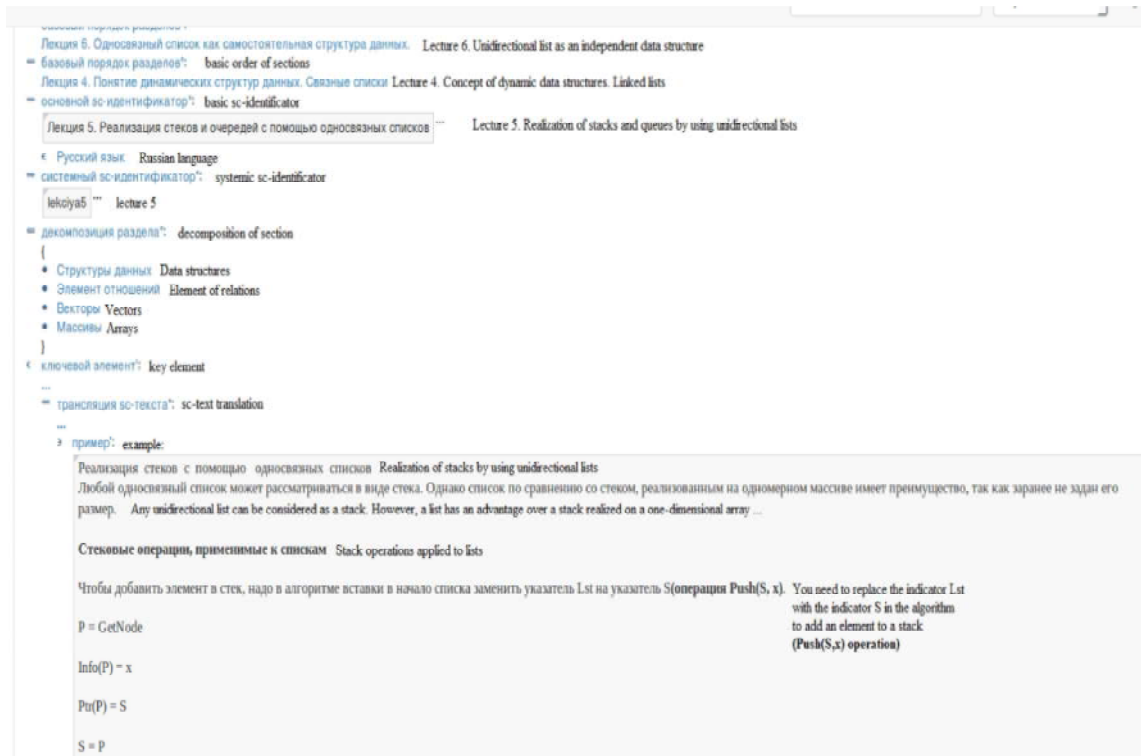 базовый порядок разделов*:
Лекция 6. Односвязный список как самостоятельная структура данных. Lecture 6. Unidirectional list as an independent data structure
базовый порядок разделов*: basic order of sections
Лекция 4. Понятие динамических структур данных. Связные списки Lecture 4. Concept of dynamic data structures. Linked lists
основной sc-идентификатор*: basic sc-identificator
Лекция 5. Реализация стеков и очередей с помощью односвязных списков ... Lecture 5. Realization of stacks and queues by using unidirectional lists
Русский язык Russian language
системный sc-идентификатор*: systemic sc-identificator
lekciya5 ... lecture 5
декомпозиция раздела*: decomposition of section
{
• Структуры данных Data structures
• Элемент отношений Element of relations
• Векторы Vectors
• Массивы Arrays
}
ключевой элемент': key element
...
трансляция sc-текста*: sc-text translation
...
пример': example:
Реализация стеков с помощью односвязных списков Realization of stacks by using unidirectional lists
Любой односвязный список может рассматриваться в виде стека. Однако список по сравнению со стеком, реализованным на одномерном массиве имеет преимущество, так как заранее не задан его
размер. Any unidirectional list can be considered as a stack. However, a list has an advantage over a stack realized on a one-dimensional array ...
Стековые операции, применимые к спискам Stack operations applied to lists
Чтобы добавить элемент в стек, надо в алгоритме вставки в начало списка заменить указатель Lst на указатель S(операция Push(S, x). You need to replace the indicator Lst
with the indicator S in the algorithm
P = GetNode to add an element to a stack
(Push(S,x) operation)
Info(P) = x
Ptr(P) = S
S = P